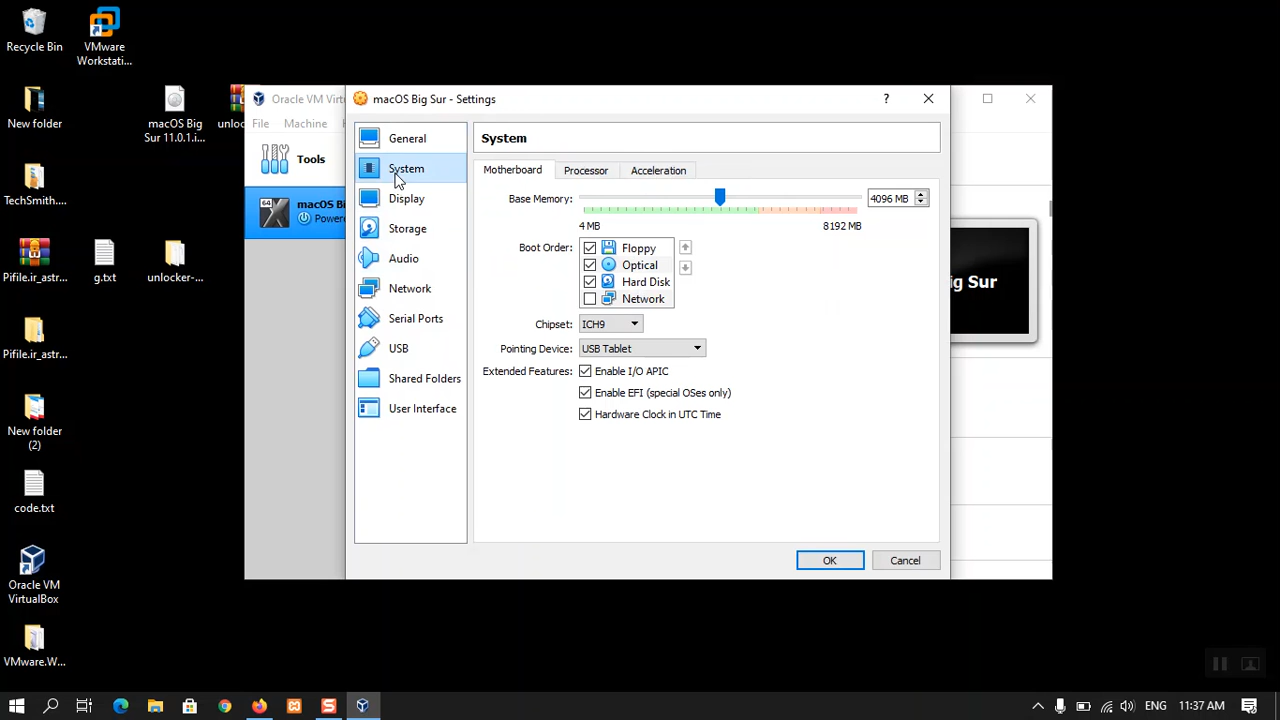 Recycle Bin
VMware
Workstati...
New folder
macOS Big
Sur 11.0.1.i...
unloc
TechSmith....
Pifile.ir_astr...
g.txt
unlocker-...
Pifile.ir_astr...
New folder
(2)
code.txt
Oracle VM
VirtualBox
VMware.W...
Oracle VM Virtu
File
Machine
H
Tools
64
macOS Bi
Powere
g Sur
macOS Big Sur - Settings
?
General
System
Display
Storage
Audio
Network
Serial Ports
USB
Shared Folders
User Interface
System
Motherboard
Processor
Acceleration
Base Memory:
4096 MB
4 MB
8192 MB
Boot Order:
Floppy
Optical
Hard Disk
Network
Chipset:
ICH9
Pointing Device:
USB Tablet
Extended Features:
Enable I/O APIC
Enable EFI (special OSes only)
Hardware Clock in UTC Time
OK
Cancel
ENG
11:37 AM